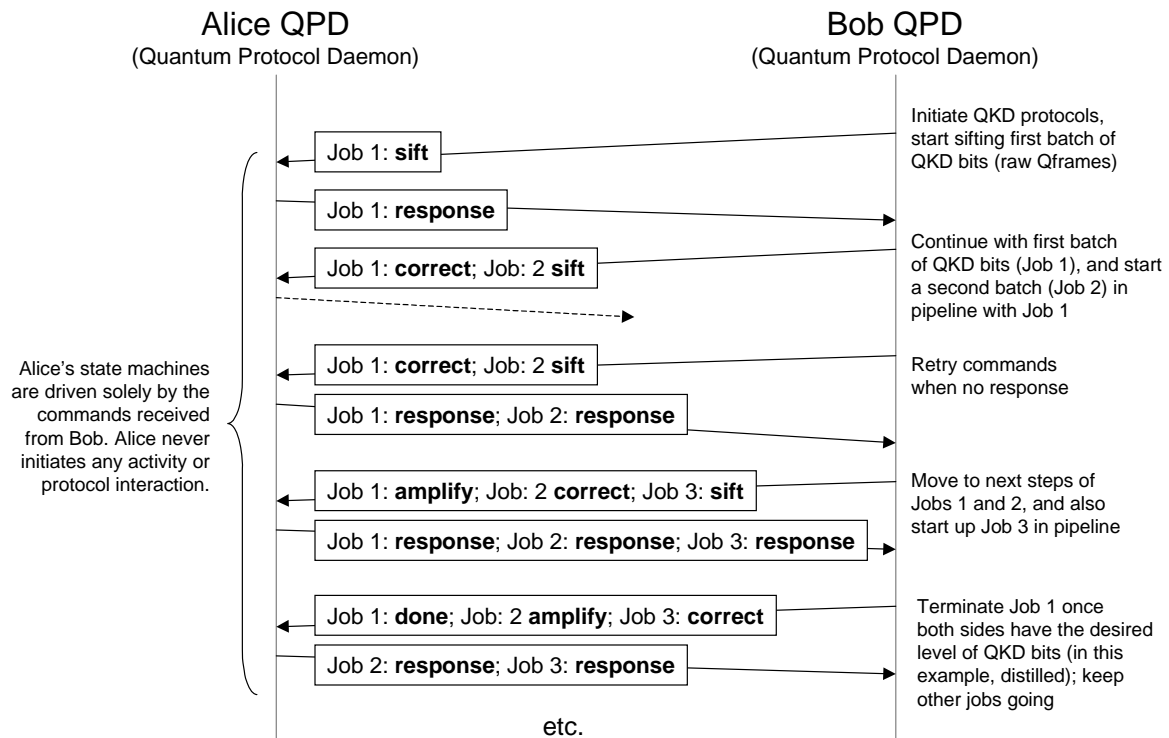 Alice QPD
(Quantum Protocol Daemon)
Bob QPD
(Quantum Protocol Daemon)
Initiate QKD protocols,
start sifting first batch of
QKD bits (raw Qframes)
Job 1: sift
Job 1: response
Continue with first batch
of QKD bits (Job 1), and start
a second batch (Job 2) in
pipeline with Job 1
Job 1: correct; Job: 2 sift
Job 1: correct; Job: 2 sift
Retry commands
when no response
Job 1: response; Job 2: response
Alice’s state machines
are driven solely by the
commands received
from Bob. Alice never
initiates any activity or
protocol interaction.
Job 1: amplify; Job: 2 correct; Job 3: sift
Move to next steps of
Jobs 1 and 2, and also
start up Job 3 in pipeline
Job 1: response; Job 2: response; Job 3: response
Job 1: done; Job: 2 amplify; Job 3: correct
Terminate Job 1 once
both sides have the desired
level of QKD bits (in this
example, distilled); keep
other jobs going
Job 2: response; Job 3: response
etc.